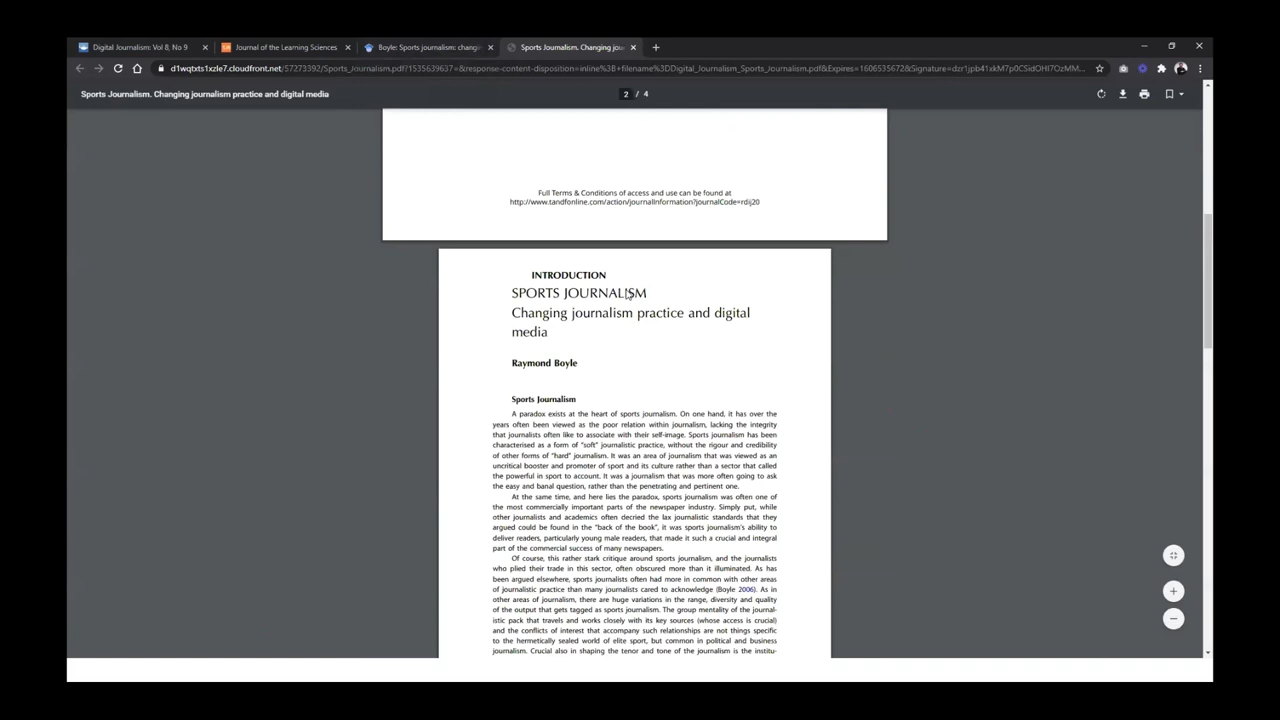 Digital Journalism: Vol 8, No 9
Journal of the Learning Sciences
Boyle: Sports journalism: changi
Sports Journalism. Changing jou
d1wqtxts1xzle7.cloudfront.net/57273392/Sports_Journalism.pdf?1535639637=&response-content-disposition=inline%3B+filename%3DDigital_Journalism_Sports_Journalism.pdf&Expires=1606535672&Signature=
Sports Journalism. Changing journalism practice and digital media
2 / 4
Full Terms & Conditions of access and use can be found at
http://www.tandfonline.com/action/journalInformation?journalCode=rdij20
INTRODUCTION
SPORTS JOURNALISM
Changing journalism practice and digital
media
Raymond Boyle
Sports Journalism
A paradox exists at the heart of sports journalism. On one hand, it has over the
years often been viewed as the poor relation within journalism, lacking the integrity
that journalists often like to associate with their self-image. Sports journalism has been
characterised as a form of "soft" journalistic practice, without the rigour and credibility
of other forms of "hard" journalism. It was an area of journalism that was viewed as an
uncritical booster and promoter of sport and its culture rather than a sector that called
the powerful in sport to account. It was a journalism that was more often going to ask
the easy and banal question, rather than the penetrating and pertinent one.
At the same time, and here lies the paradox, sports journalism was often one of
the most commercially important parts of the newspaper industry. Simply put, while
other journalists and academics often decried the lax journalistic standards that they
argued could be found in the "back of the book", it was sports journalism's ability to
deliver readers, particularly young male readers, that made it such a crucial and integral
part of the commercial success of many newspapers.
Of course, this rather stark critique around sports journalism, and the journalists
who plied their trade in this sector, often obscured more than it illuminated. As has
been argued elsewhere, sports journalists often had more in common with other areas
of journalistic practice than many journalists cared to acknowledge (Boyle 2006). As in
other areas of journalism, there are huge variations in the range, diversity and quality
of the output that gets tagged as sports journalism. The group mentality of the journal-
istic pack that travels and works closely with its key sources (whose access is crucial)
and the conflicts of interest that accompany such relationships are not things specific
to the hermetically sealed world of elite sport, but common in political and business
journalism. Crucial also in shaping the tenor and tone of the journalism is the institu-